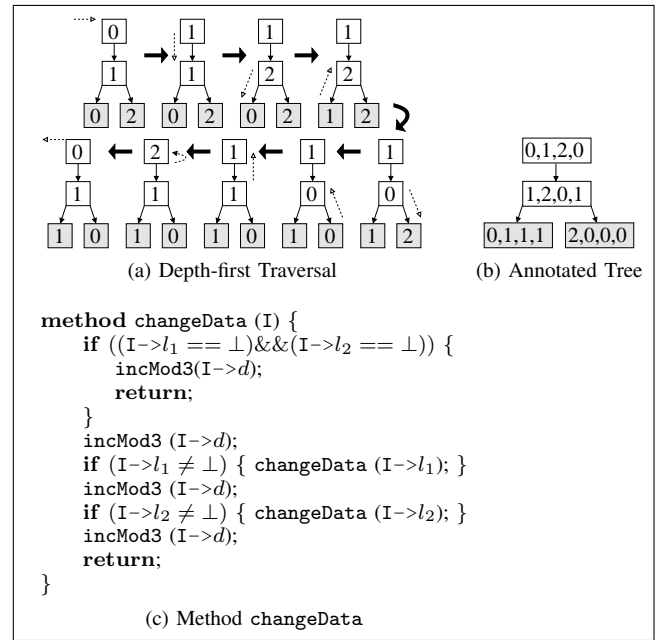 0 1 1 1
1 1 2 2
0 2 0 2 0 2 1 2
0 2 1 1 1
1 1 1 0 0
1 0 1 0 1 0 1 0 1 2
(a) Depth-first Traversal
0,1,2,0
1,2,0,1
0,1,1,1 2,0,0,0
(b) Annotated Tree
method changeData (I) {
if ((I->l₁ == ⊥)&&(I->l₂ == ⊥)) {
incMod3(I->d);
return;
}
incMod3 (I->d);
if (I->l₁ ≠ ⊥) { changeData (I->l₁); }
incMod3 (I->d);
if (I->l₂ ≠ ⊥) { changeData (I->l₂); }
incMod3 (I->d);
return;
}
(c) Method changeData